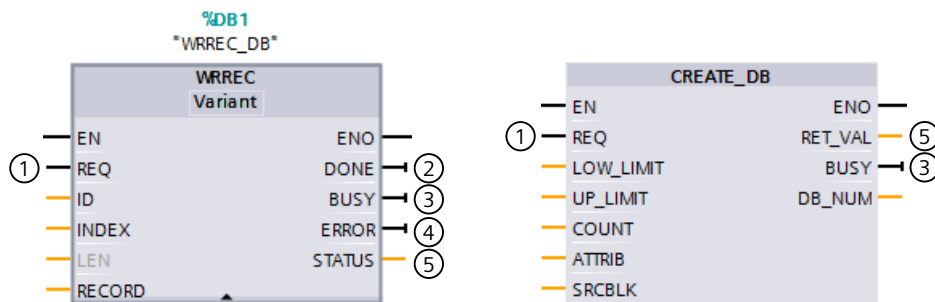 %DB1
"WRREC_DB"
WRREC
Variant
EN ENO
① REQ DONE ②
ID BUSY ③
INDEX ERROR ④
LEN STATUS ⑤
RECORD
CREATE_DB
EN ENO
① REQ RET_VAL ⑤
LOW_LIMIT BUSY ③
UP_LIMIT DB_NUM
COUNT
ATTRIB
SRCBLK